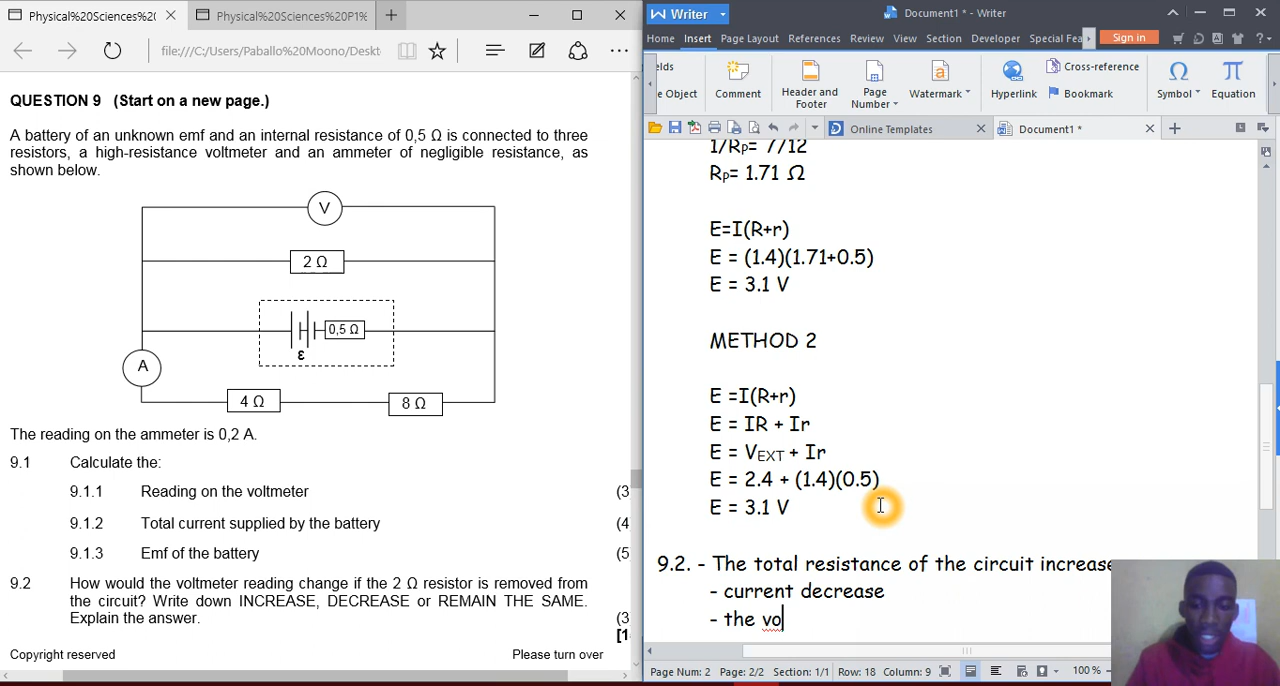 Physical%20Sciences%20(
Physical%20Sciences%20P1%
file:///C:/Users/Paballo%20Moono/Deskt
QUESTION 9 (Start on a new page.)
A battery of an unknown emf and an internal resistance of 0,5 Ω is connected to three
resistors, a high-resistance voltmeter and an ammeter of negligible resistance, as
shown below.
V
2 Ω
0,5 Ω
ε
A
4 Ω
8 Ω
The reading on the ammeter is 0,2 A.
9.1 Calculate the:
9.1.1 Reading on the voltmeter (3
9.1.2 Total current supplied by the battery (4
9.1.3 Emf of the battery (5
9.2 How would the voltmeter reading change if the 2 Ω resistor is removed from
the circuit? Write down INCREASE, DECREASE or REMAIN THE SAME.
Explain the answer. (3
[1
Copyright reserved Please turn over
Writer
Document1 * - Writer
Home Insert Page Layout References Review View Section Developer Special Fea Sign in
elds
e Object
Comment
Header and
Footer
Page
Number
Watermark
Hyperlink
Cross-reference
Bookmark
Symbol
Equation
Online Templates
Document1 *
1/Rp= 7/12
Rp= 1.71 Ω
E=I(R+r)
E = (1.4)(1.71+0.5)
E = 3.1 V
METHOD 2
E =I(R+r)
E = IR + Ir
E = VEXT + Ir
E = 2.4 + (1.4)(0.5)
E = 3.1 V
9.2. - The total resistance of the circuit increase
- current decrease
- the vo
Page Num: 2 Page: 2/2 Section: 1/1 Row: 18 Column: 9 100%